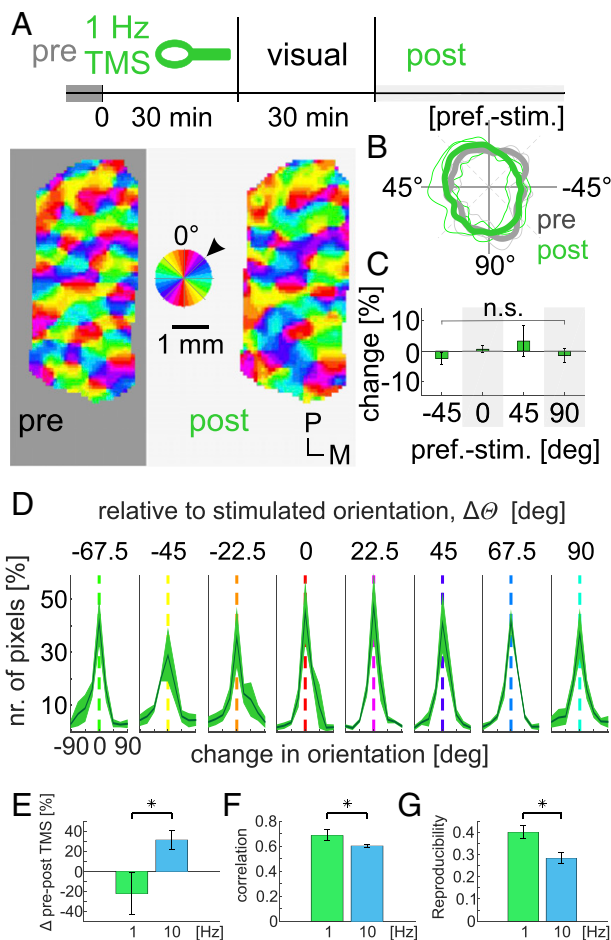 A
pre
1 Hz
TMS
visual
post
0
30 min
30 min
[pref.-stim.]
B
45°
-45°
pre
post
90°
0°
1 mm
pre
post
P
M
C
change [%]
n.s.
10
0
-10
-45
0
45
90
pref.-stim. [deg]
D
relative to stimulated orientation, ΔΘ [deg]
-67.5
-45
-22.5
0
22.5
45
67.5
90
nr. of pixels [%]
50
30
10
-90 0 90
change in orientation [deg]
E
Δ pre-post TMS [%]
40
20
0
-20
-40
*
1
10
[Hz]
F
correlation
0.8
0.6
0.4
0.2
0
*
1
10
[Hz]
G
Reproducibility
0.4
0.3
0.2
0.1
0
*
1
10
[Hz]